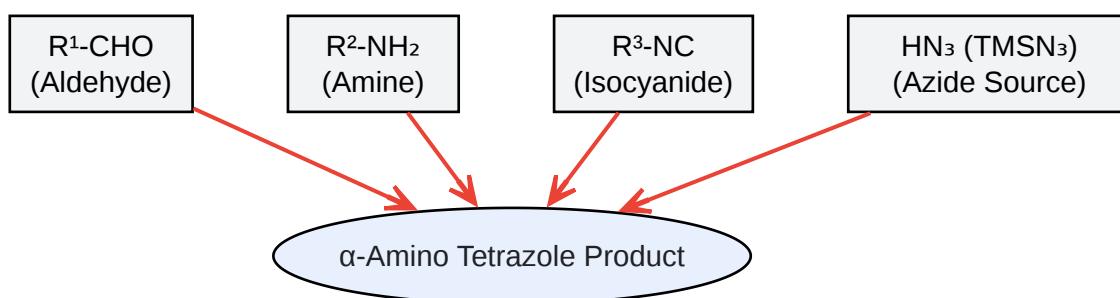 R¹-CHO
(Aldehyde)
R²-NH₂
(Amine)
R³-NC
(Isocyanide)
HN₃ (TMSN₃)
(Azide Source)
α-Amino Tetrazole Product